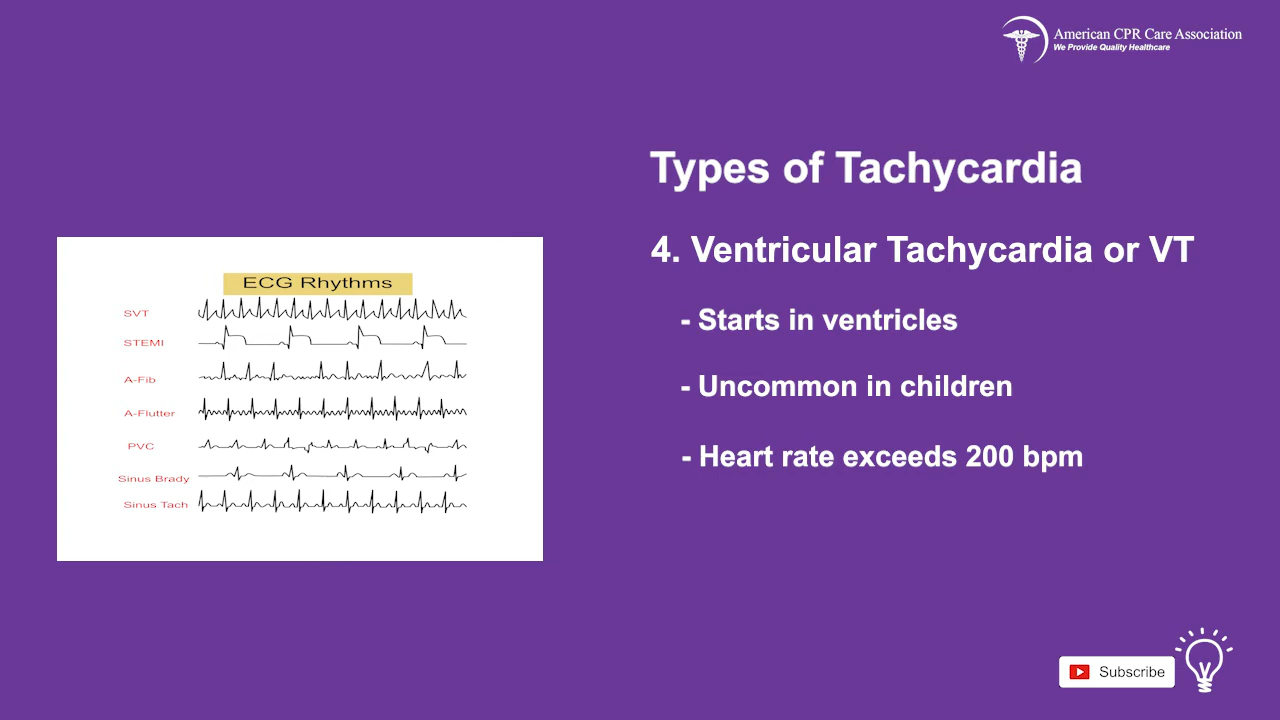 American CPR Care Association
We Provide Quality Healthcare
Types of Tachycardia
4. Ventricular Tachycardia or VT
- Starts in ventricles
- Uncommon in children
- Heart rate exceeds 200 bpm
ECG Rhythms
SVT
STEMI
A-Fib
A-Flutter
PVC
Sinus Brady
Sinus Tach
Subscribe